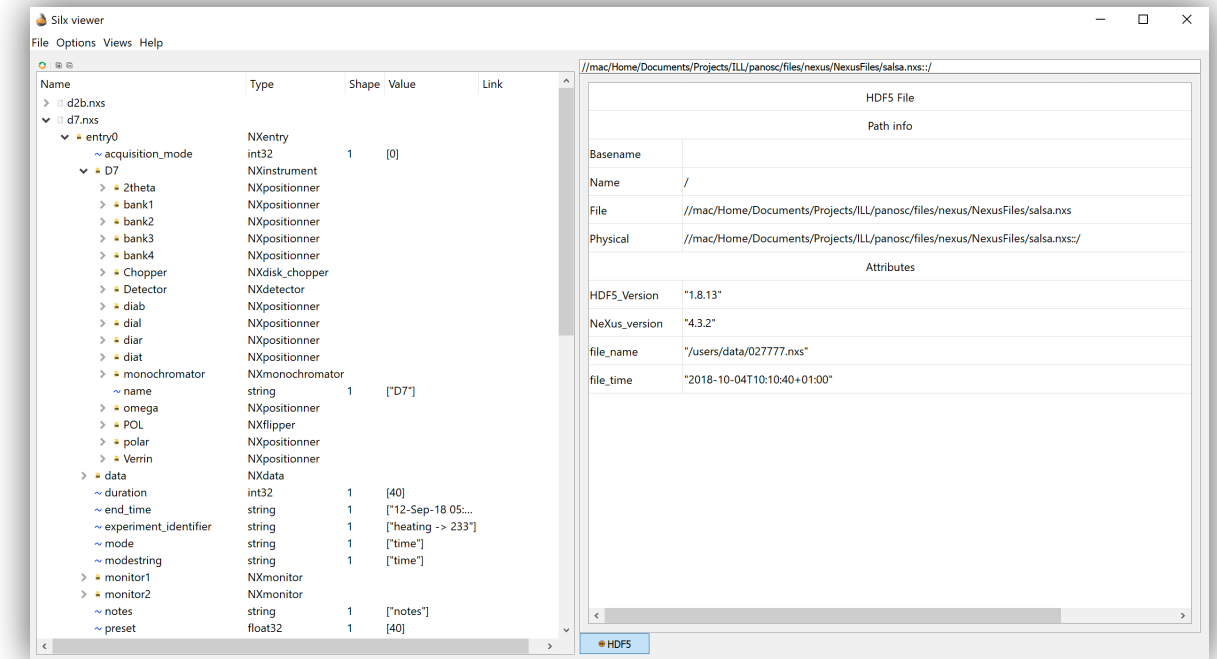 Silx viewer
File Options Views Help
Name Type Shape Value Link
d2b.nxs
d7.nxs
entry0 NXentry
acquisition_mode int32 1 [0]
D7 NXinstrument
2theta NXpositionner
bank1 NXpositionner
bank2 NXpositionner
bank3 NXpositionner
bank4 NXpositionner
Chopper NXdisk_chopper
Detector NXdetector
diab NXpositionner
dial NXpositionner
diar NXpositionner
diat NXpositionner
monochromator NXmonochromator
name string 1 ["D7"]
omega NXpositionner
POL NXflipper
polar NXpositionner
Verrin NXpositionner
data NXdata
duration int32 1 [40]
end_time string 1 ["12-Sep-18 05:...
experiment_identifier string 1 ["heating -> 233"]
mode string 1 ["time"]
modestring string 1 ["time"]
monitor1 NXmonitor
monitor2 NXmonitor
notes string 1 ["notes"]
preset float32 1 [40]
//mac/Home/Documents/Projects/ILL/panosc/files/nexus/NexusFiles/salsa.nxs::/
HDF5 File
Path info
Basename
Name /
File //mac/Home/Documents/Projects/ILL/panosc/files/nexus/NexusFiles/salsa.nxs
Physical //mac/Home/Documents/Projects/ILL/panosc/files/nexus/NexusFiles/salsa.nxs::/
Attributes
HDF5_Version "1.8.13"
NeXus_version "4.3.2"
file_name "/users/data/027777.nxs"
file_time "2018-10-04T10:10:40+01:00"
HDF5